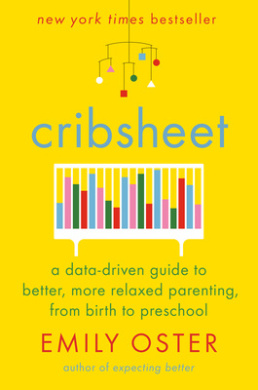 new york times bestseller
cribsheet
a data-driven guide to
better, more relaxed parenting,
from birth to preschool
EMILY OSTER
author of expecting better